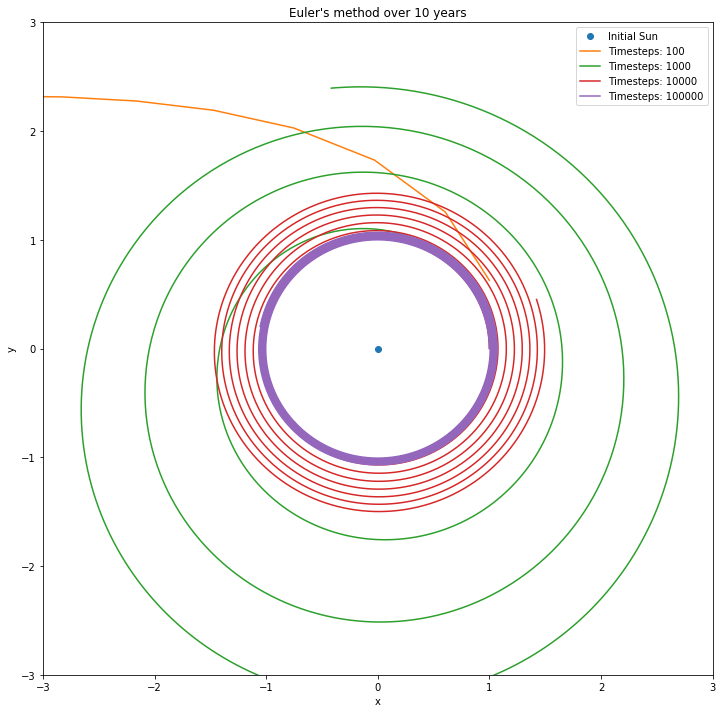 Euler's method over 10 years
Initial Sun
Timesteps: 100
Timesteps: 1000
Timesteps: 10000
Timesteps: 100000
3
2
1
0
−1
−2
−3
y
−3
−2
−1
0
1
2
3
x